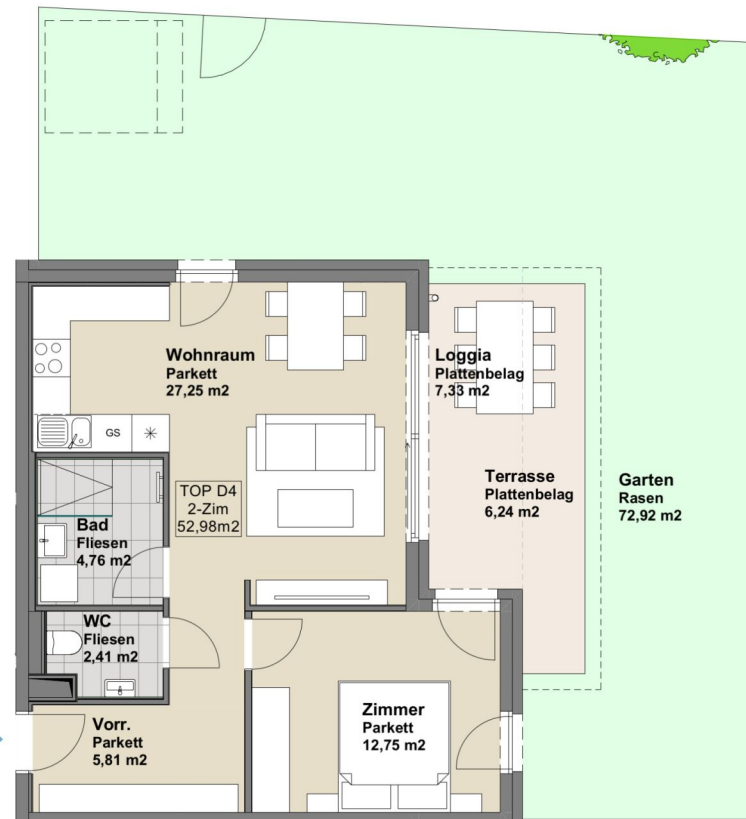 Wohnraum
Parkett
27,25 m2
Loggia
Plattenbelag
7,33 m2
GS
TOP D4
2-Zim
52,98m2
Terrasse
Plattenbelag
6,24 m2
Garten
Rasen
72,92 m2
Bad
Fliesen
4,76 m2
WC
Fliesen
2,41 m2
Vorr.
Parkett
5,81 m2
Zimmer
Parkett
12,75 m2